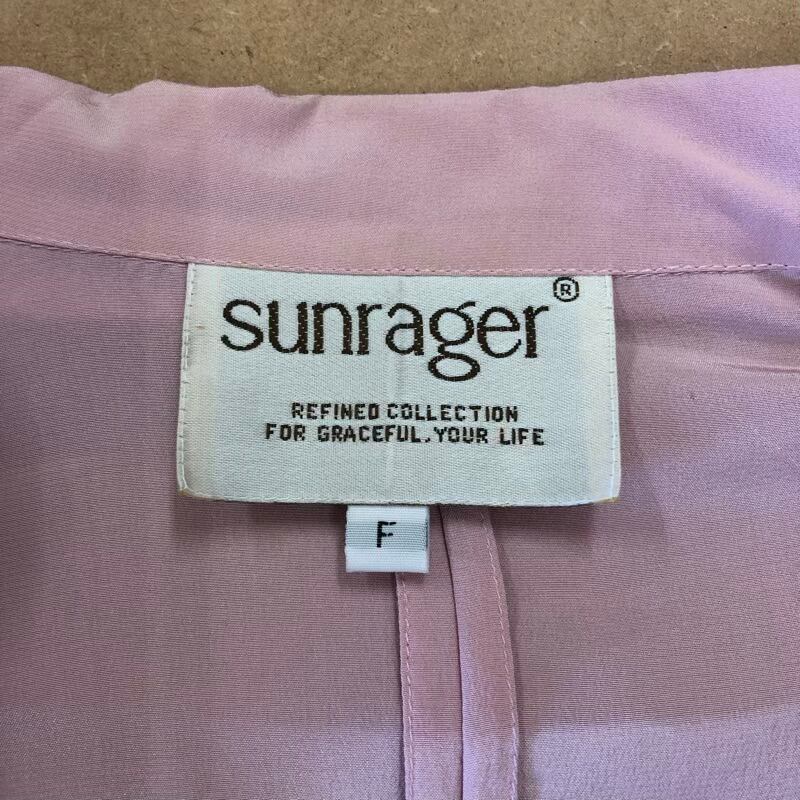 sunrager®
REFINED COLLECTION
FOR GRACEFUL.YOUR LIFE
F